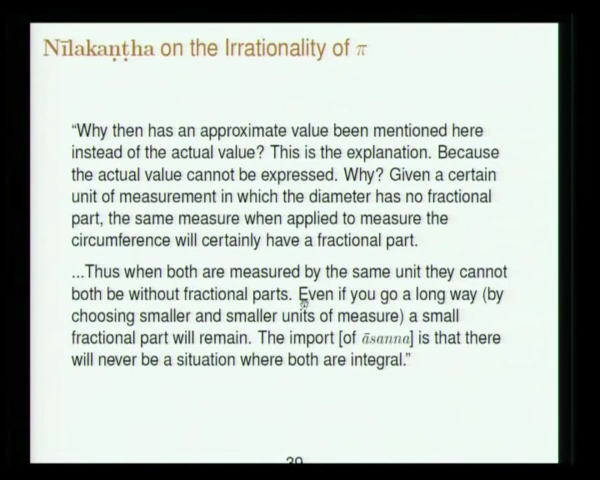 Nīlakaṇṭha on the Irrationality of π
“Why then has an approximate value been mentioned here
instead of the actual value? This is the explanation. Because
the actual value cannot be expressed. Why? Given a certain
unit of measurement in which the diameter has no fractional
part, the same measure when applied to measure the
circumference will certainly have a fractional part.
...Thus when both are measured by the same unit they cannot
both be without fractional parts. Even if you go a long way (by
choosing smaller and smaller units of measure) a small
fractional part will remain. The import [of āsanna] is that there
will never be a situation where both are integral.”